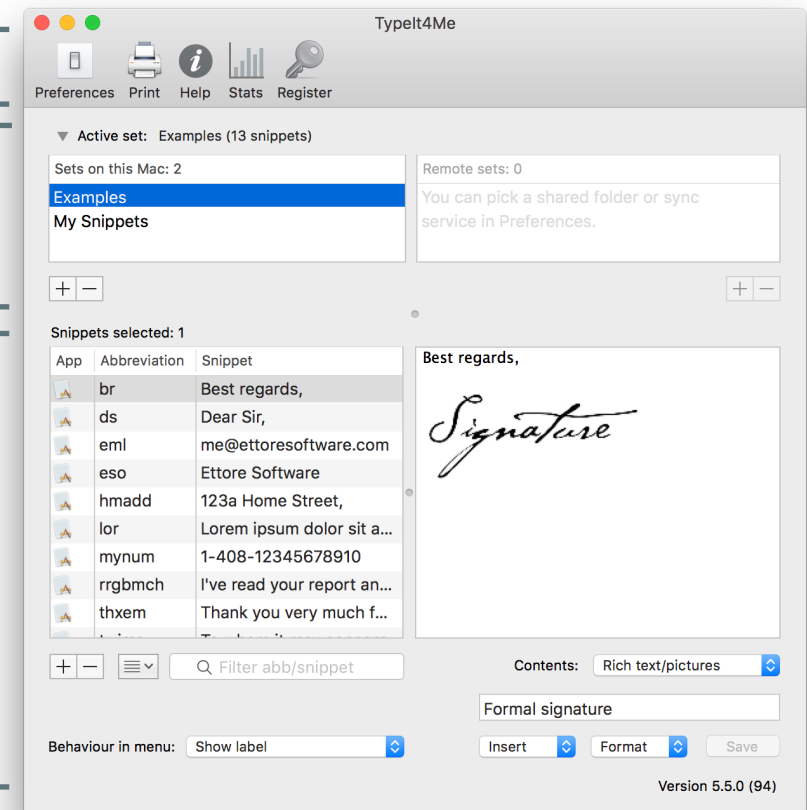 TypeIt4Me
Preferences Print Help Stats Register
Active set: Examples (13 snippets)
Sets on this Mac: 2
Examples
My Snippets
Remote sets: 0
You can pick a shared folder or sync
service in Preferences.
Snippets selected: 1
App Abbreviation Snippet
br Best regards,
ds Dear Sir,
eml me@ettoresoftware.com
eso Ettore Software
hmadd 123a Home Street,
lor Lorem ipsum dolor sit a...
mynum 1-408-12345678910
rrgbmch I've read your report an...
thxem Thank you very much f...
Best regards,
Signature
Filter abb/snippet
Contents: Rich text/pictures
Formal signature
Behaviour in menu: Show label
Insert Format Save
Version 5.5.0 (94)